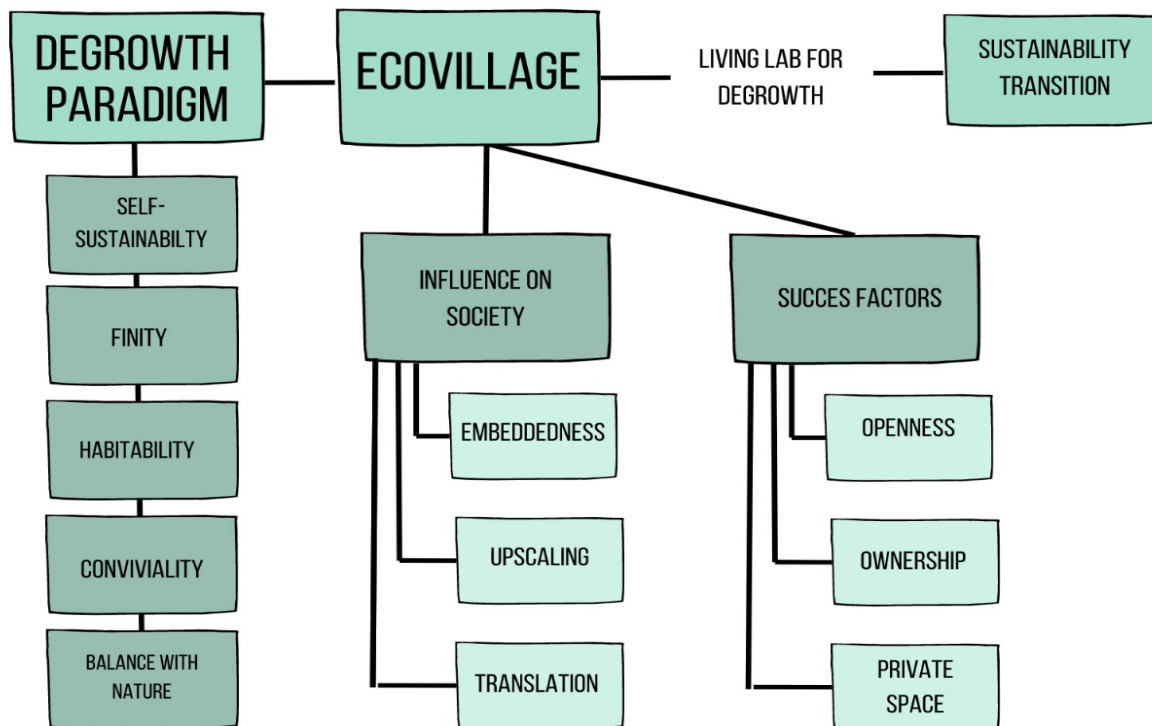 DEGROWTH
PARADIGM
ECOVILLAGE
LIVING LAB FOR
DEGROWTH
SUSTAINABILITY
TRANSITION
SELF-
SUSTAINABILTY
FINITY
HABITABILITY
CONVIVIALITY
BALANCE WITH
NATURE
INFLUENCE ON
SOCIETY
EMBEDDEDNESS
UPSCALING
TRANSLATION
SUCCES FACTORS
OPENNESS
OWNERSHIP
PRIVATE
SPACE